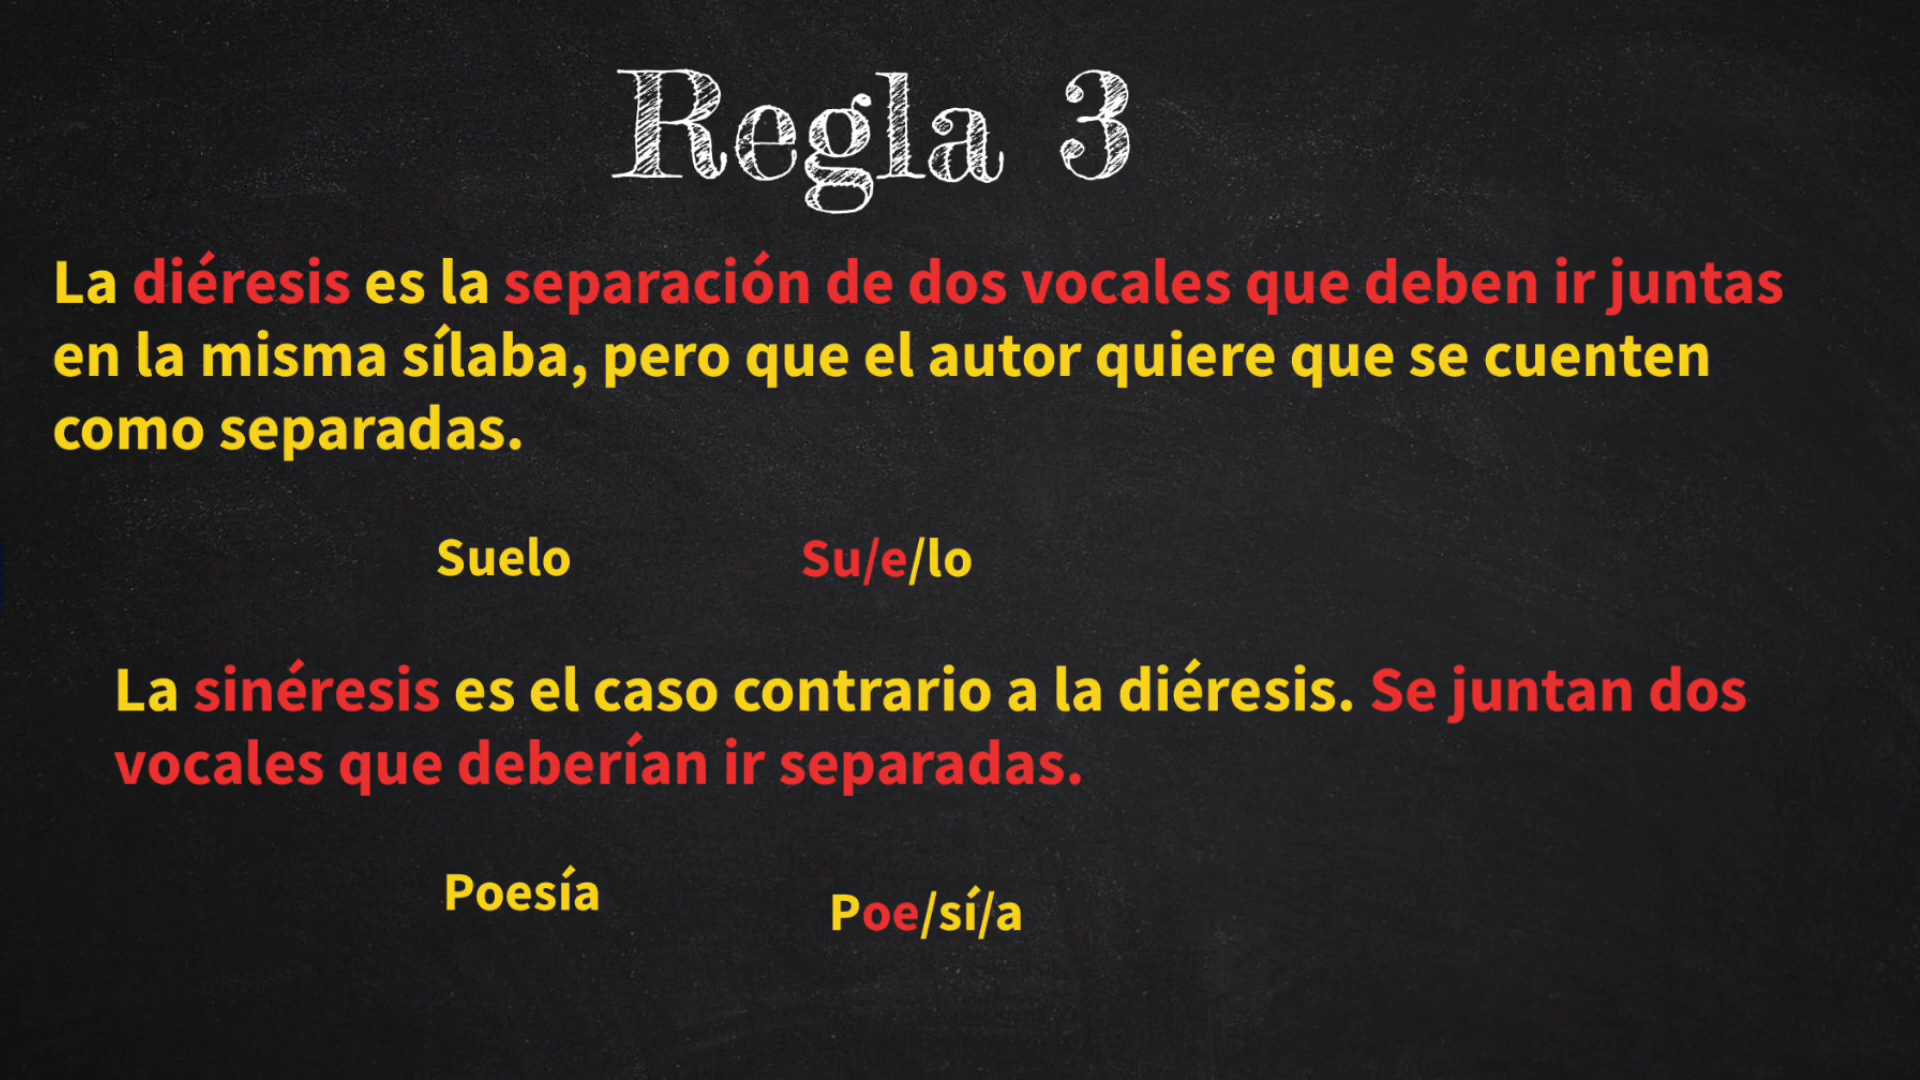 Regla 3
La diéresis es la separación de dos vocales que deben ir juntas
en la misma sílaba, pero que el autor quiere que se cuenten
como separadas.
Suelo Su/e/lo
La sinéresis es el caso contrario a la diéresis. Se juntan dos
vocales que deberían ir separadas.
Poesía Poe/sí/a